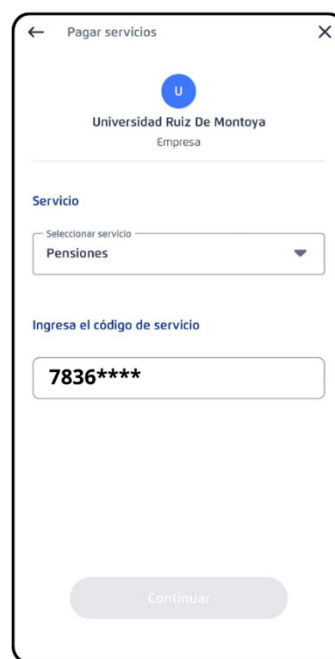 Pagar servicios
U
Universidad Ruiz De Montoya
Empresa
Servicio
Seleccionar servicio
Pensiones
Ingresa el código de servicio
7836****
Continuar